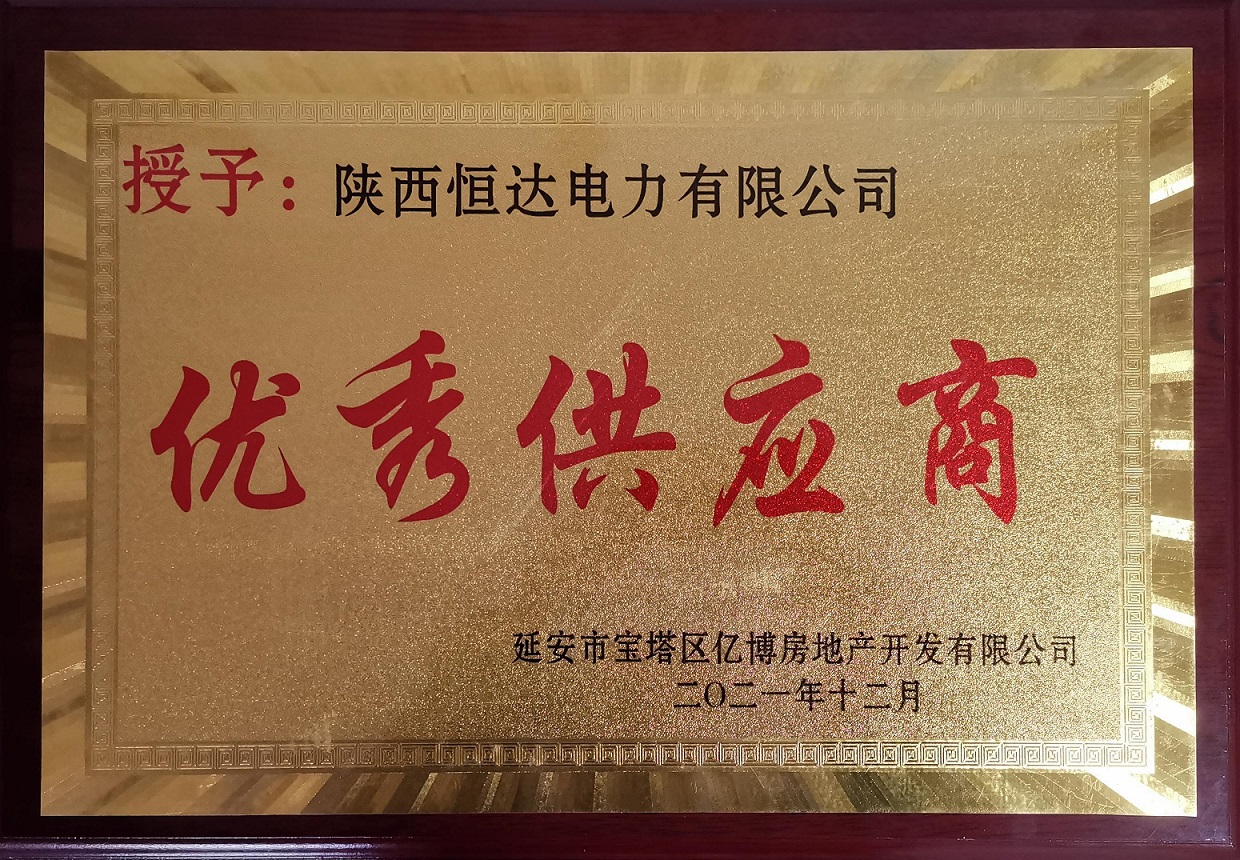 授予：陕西恒达电力有限公司
优秀供应商
延安市宝塔区亿博房地产开发有限公司
二〇二一年十二月